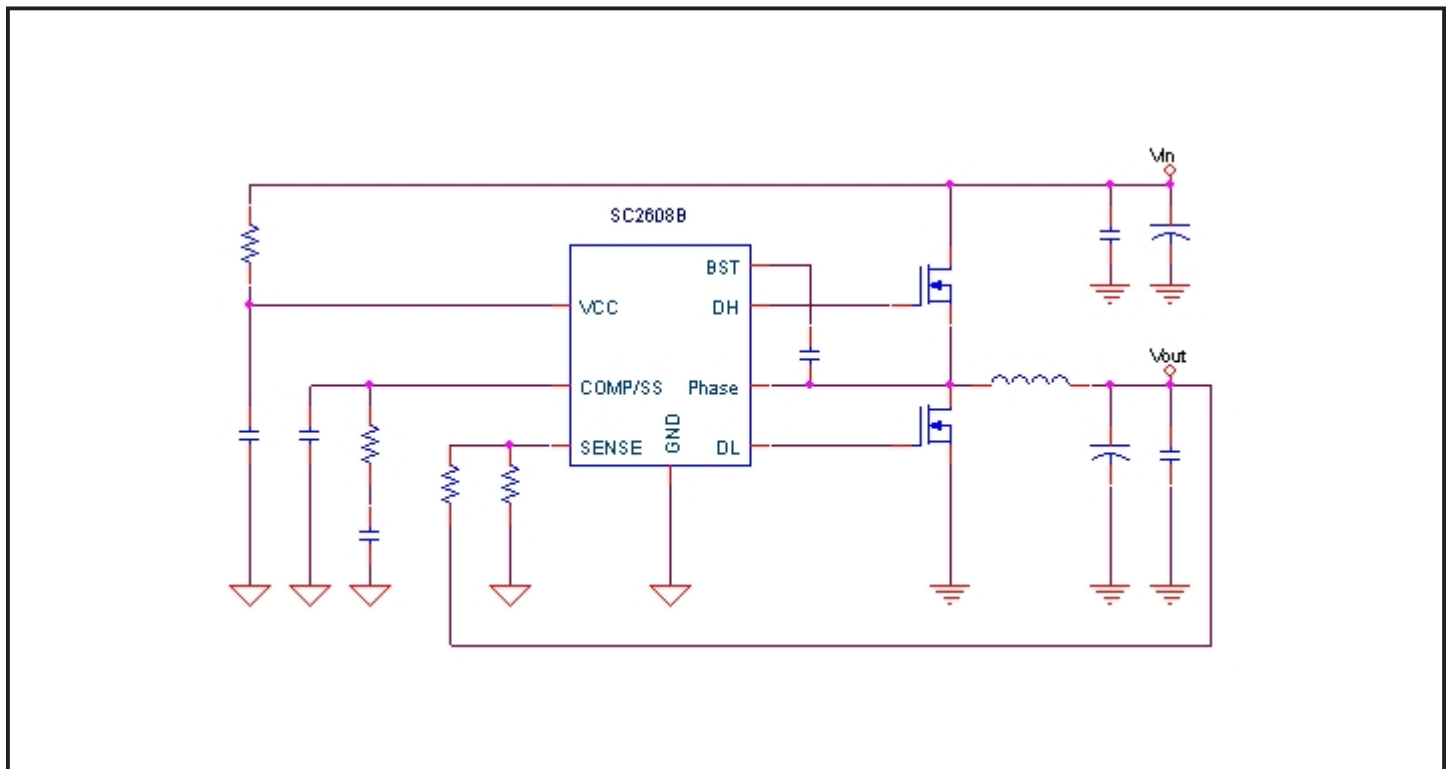 Vin
SC2608B
BST
VCC
DH
Vout
COMP/SS
Phase
GND
SENSE
DL